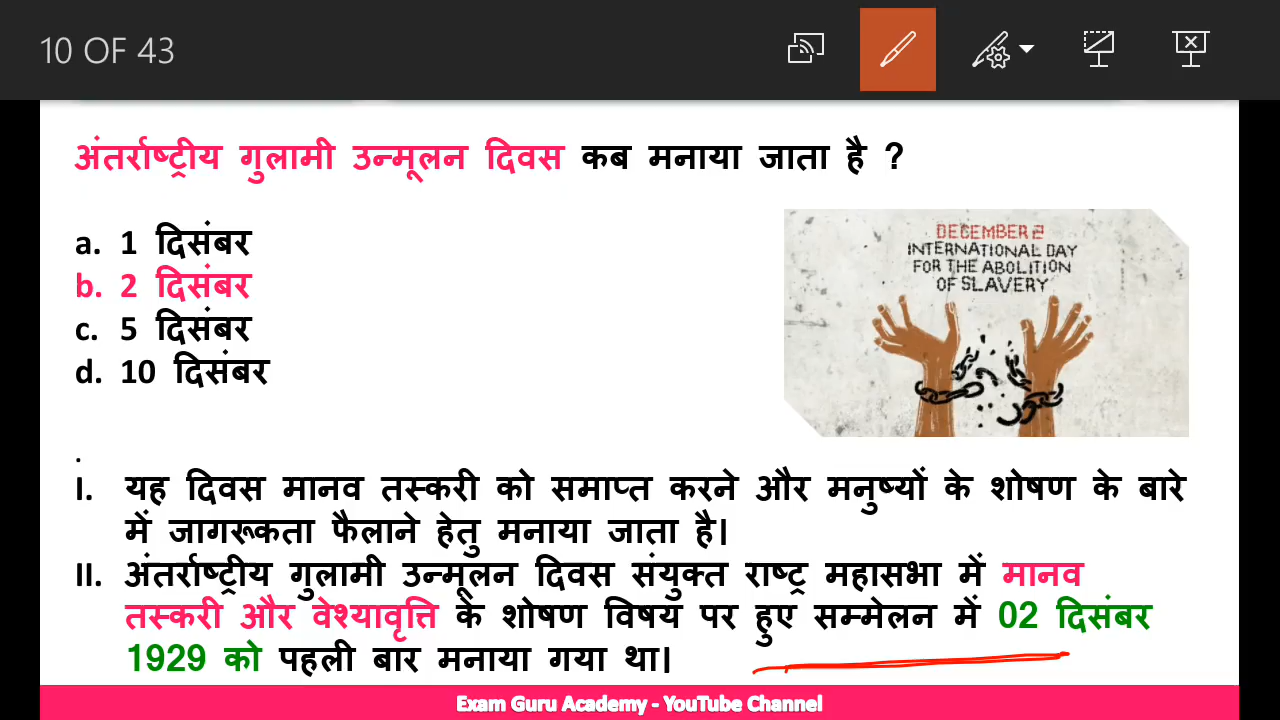 10 OF 43
अंतर्राष्ट्रीय गुलामी उन्मूलन दिवस कब मनाया जाता है ?
a. 1 दिसंबर
b. 2 दिसंबर
c. 5 दिसंबर
d. 10 दिसंबर
DECEMBER 2
INTERNATIONAL DAY
FOR THE ABOLITION
OF SLAVERY
.
I. यह दिवस मानव तस्करी को समाप्त करने और मनुष्यों के शोषण के बारे
में जागरूकता फैलाने हेतु मनाया जाता है।
II. अंतर्राष्ट्रीय गुलामी उन्मूलन दिवस संयुक्त राष्ट्र महासभा में मानव
तस्करी और वेश्यावृत्ति के शोषण विषय पर हुए सम्मेलन में 02 दिसंबर
1929 को पहली बार मनाया गया था।
Exam Guru Academy - YouTube Channel